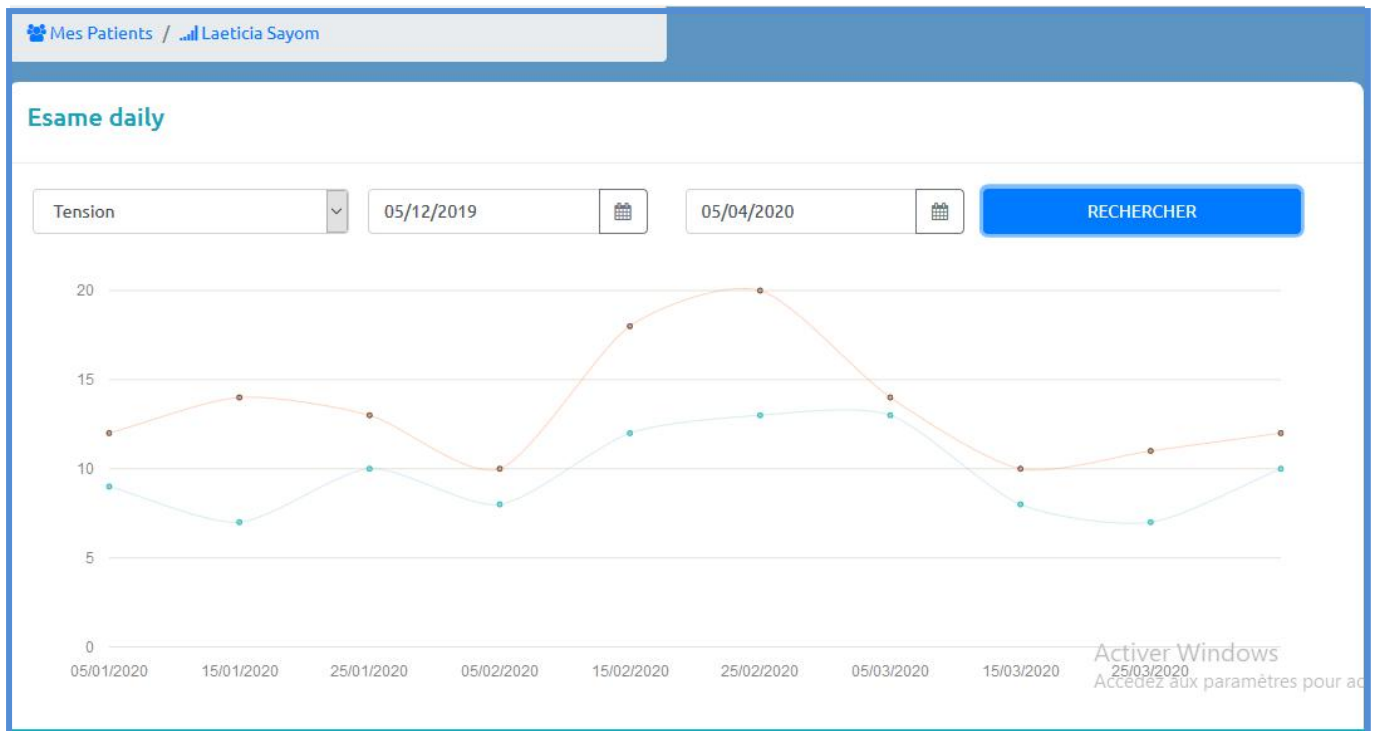 Mes Patients / Laeticia Sayom
Esame daily
Tension 05/12/2019 05/04/2020 RECHERCHER
20
15
10
5
0
05/01/2020 15/01/2020 25/01/2020 05/02/2020 15/02/2020 25/02/2020 05/03/2020 15/03/2020 25/03/2020
Activer Windows
Accédez aux paramètres pour ac